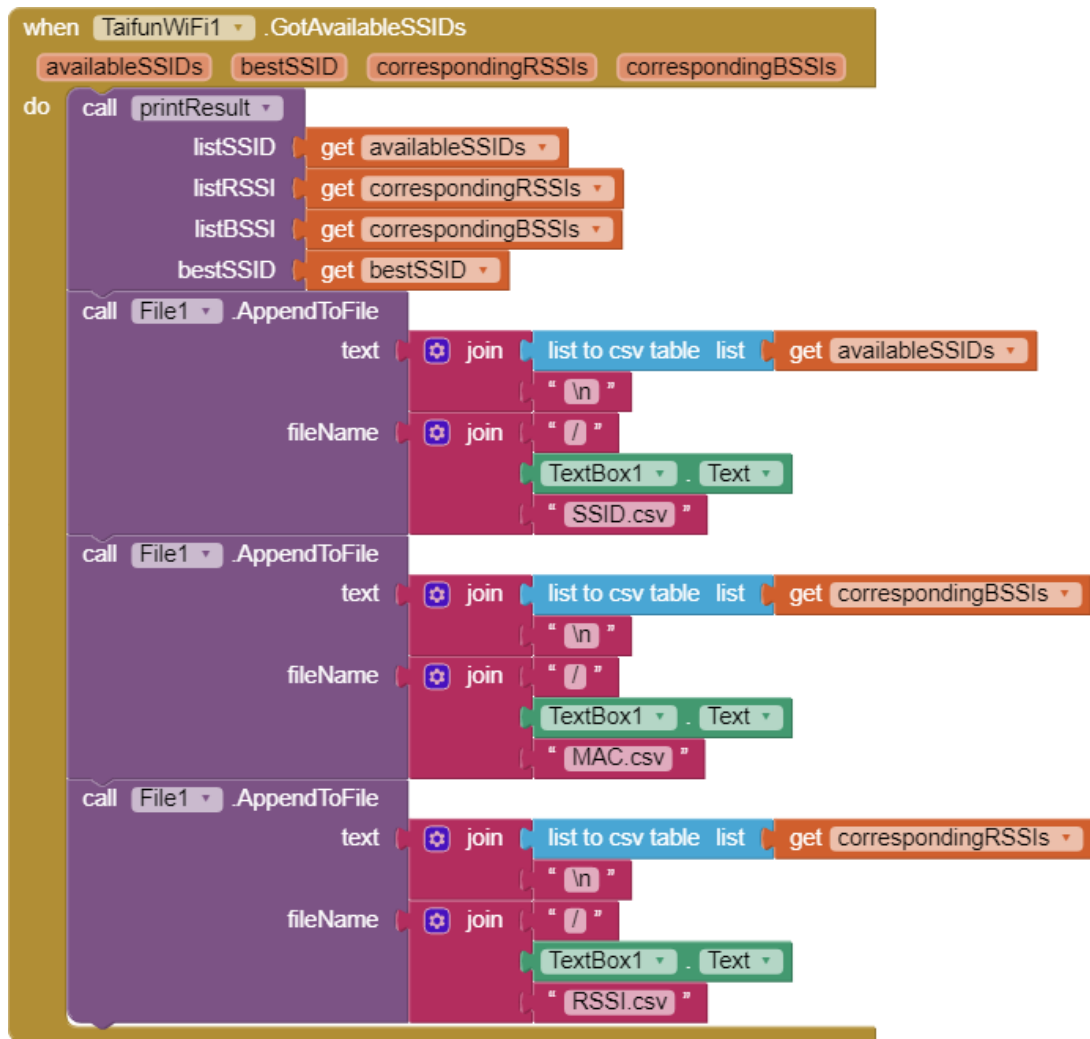 when TaifunWiFi1 .GotAvailableSSIDs
availableSSIDs bestSSID correspondingRSSIs correspondingBSSIs
do call printResult
listSSID get availableSSIDs
listRSSI get correspondingRSSIs
listBSSI get correspondingBSSIs
bestSSID get bestSSID
call File1 .AppendToFile
text join list to csv table list get availableSSIDs
" \n "
fileName join " / "
TextBox1 . Text
" SSID.csv "
call File1 .AppendToFile
text join list to csv table list get correspondingBSSIs
" \n "
fileName join " / "
TextBox1 . Text
" MAC.csv "
call File1 .AppendToFile
text join list to csv table list get correspondingRSSIs
" \n "
fileName join " / "
TextBox1 . Text
" RSSI.csv "